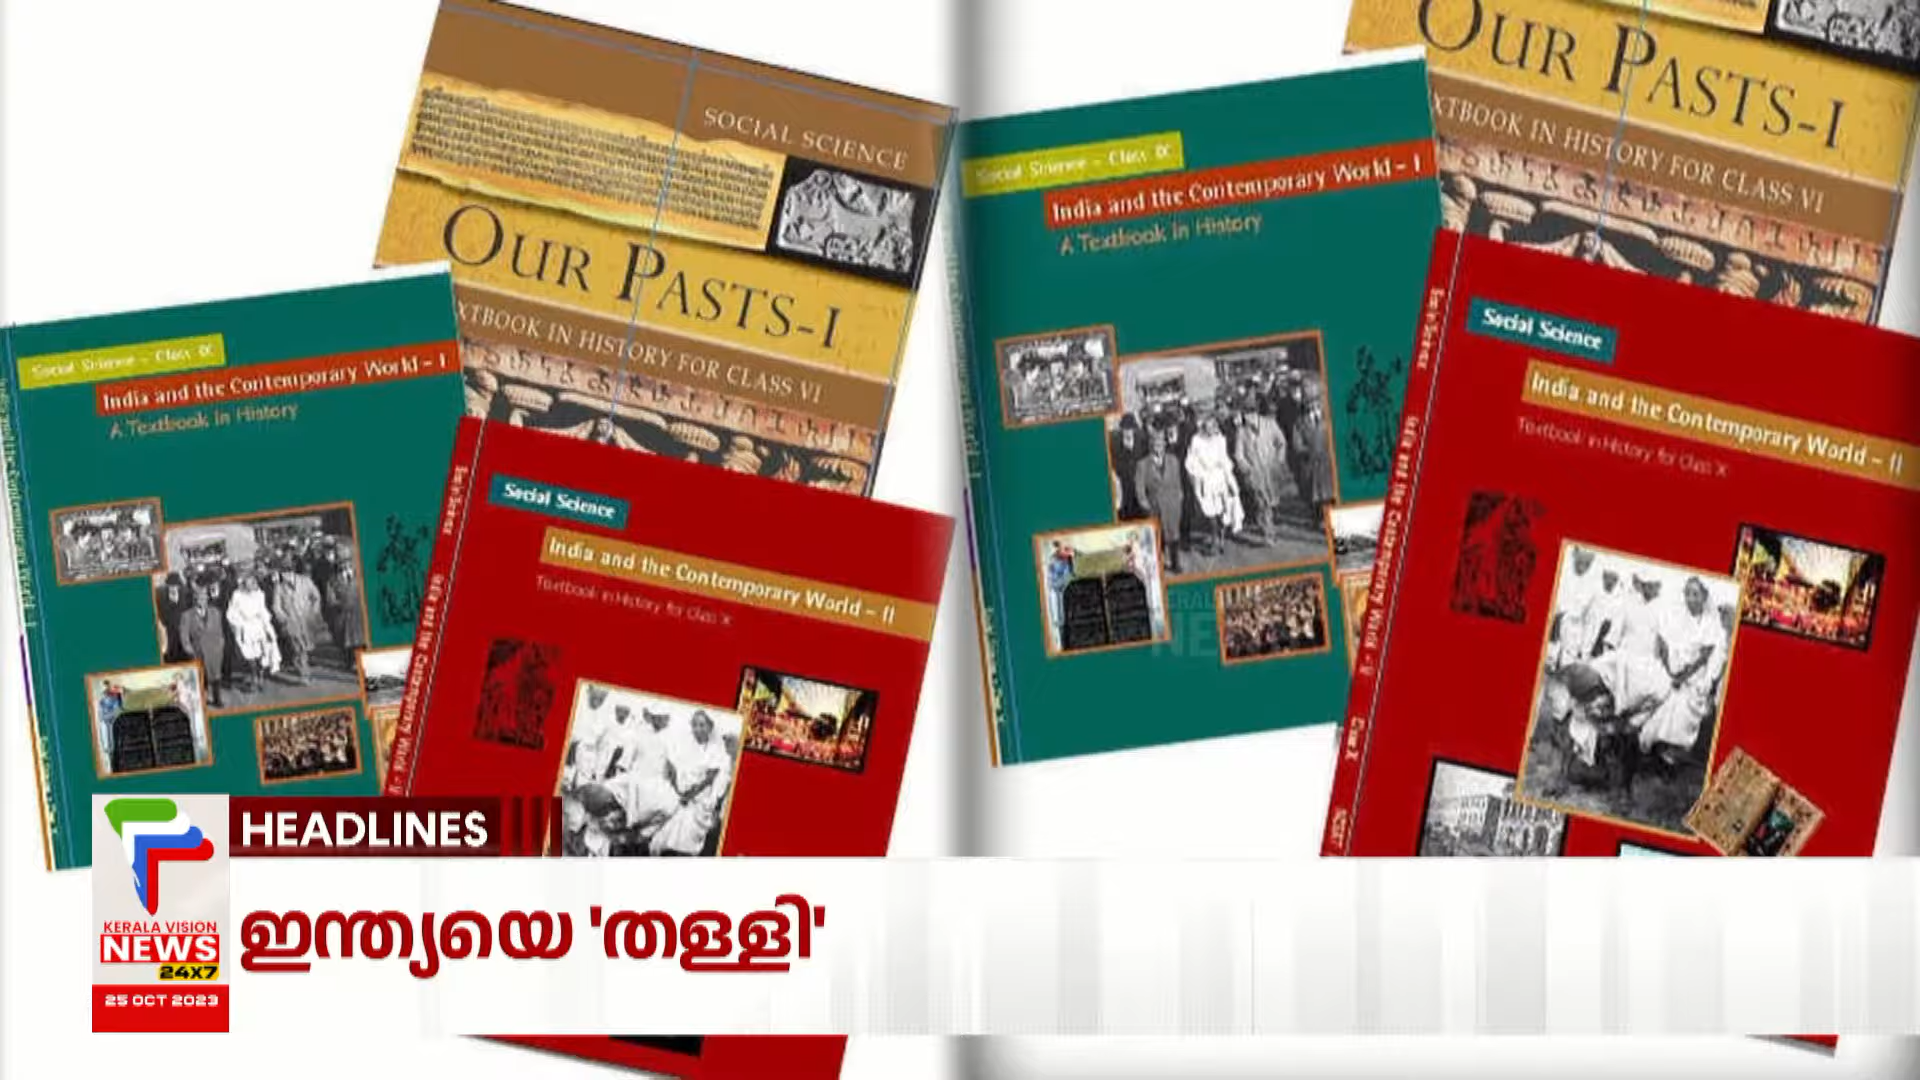 SOCIAL SCIENCE
OUR PASTS-I
TEXTBOOK IN HISTORY FOR CLASS VI
Social Science - Class IX
India and the Contemporary World - I
A Textbook in History
Social Science
India and the Contemporary World - II
Textbook in History for Class X
OUR PASTS-I
TEXTBOOK IN HISTORY FOR CLASS VI
Social Science - Class IX
India and the Contemporary World - I
A Textbook in History
Social Science
India and the Contemporary World - II
Textbook in History for Class X
HEADLINES
ഇന്ത്യയെ 'തള്ളി'
KERALA VISION
NEWS
24X7
25 OCT 2023